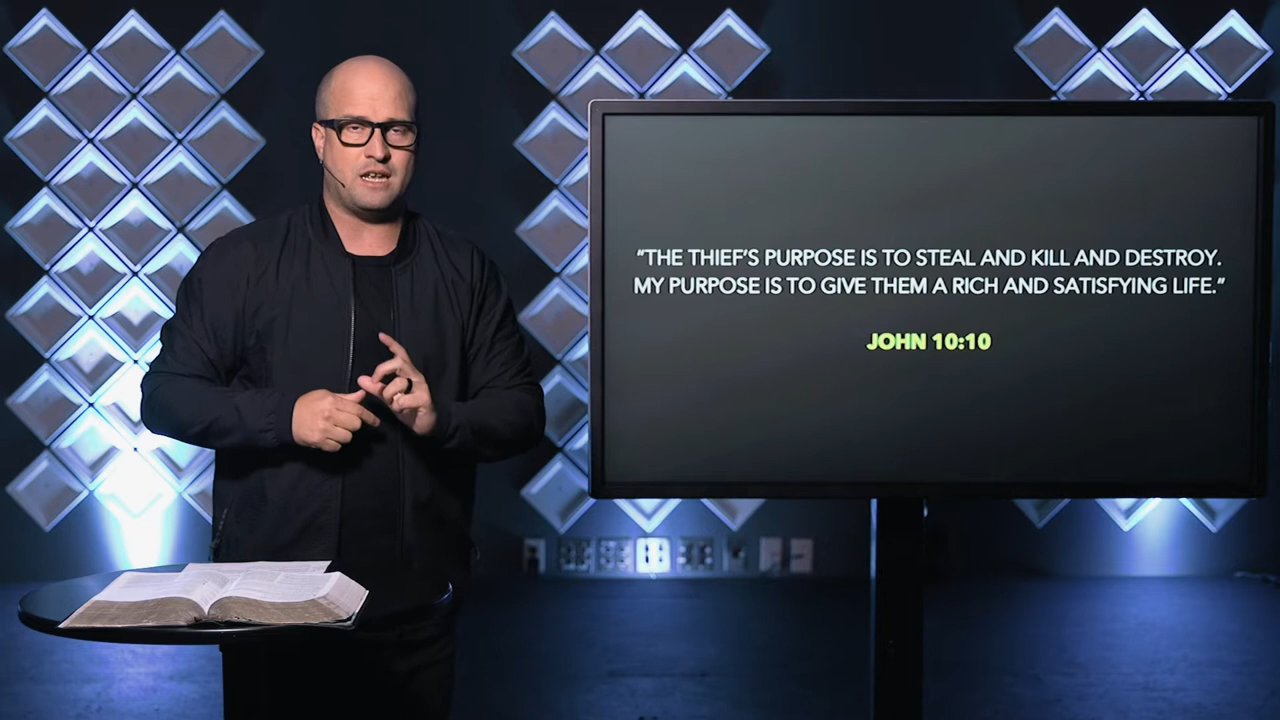 “THE THIEF’S PURPOSE IS TO STEAL AND KILL AND DESTROY.
MY PURPOSE IS TO GIVE THEM A RICH AND SATISFYING LIFE.”
JOHN 10:10